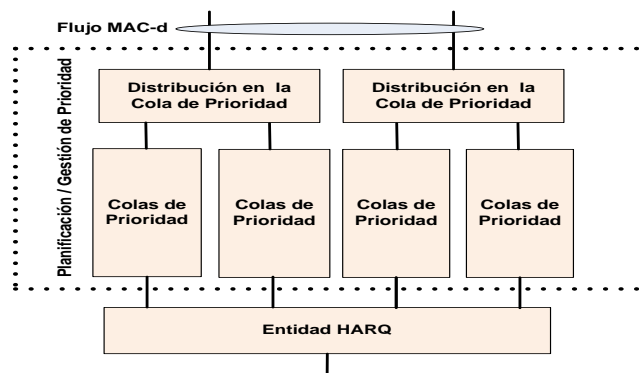 Flujo MAC-d
Planificación / Gestión de Prioridad
Distribución en la
Cola de Prioridad
Distribución en la
Cola de Prioridad
Colas de
Prioridad
Colas de
Prioridad
Colas de
Prioridad
Colas de
Prioridad
Entidad HARQ